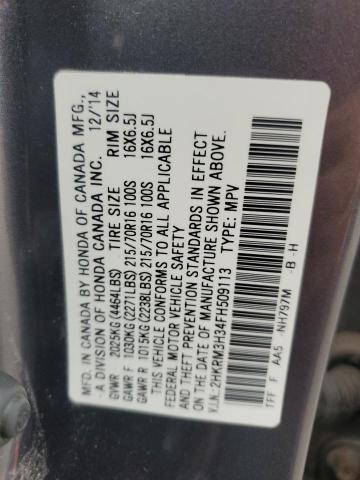 MFD. IN CANADA BY HONDA OF CANADA MFG.,
A DIVISION OF HONDA CANADA INC. 12/'14
GVWR 2025KG (4464LBS) TIRE SIZE RIM SIZE
GAWR F 1030KG (2271LBS) 215/70R16 100S 16X6.5J
GAWR R 1015KG (2238LBS) 215/70R16 100S 16X6.5J
THIS VEHICLE CONFORMS TO ALL APPLICABLE
FEDERAL MOTOR VEHICLE SAFETY
AND THEFT PREVENTION STANDARDS IN EFFECT
ON THE DATE OF MANUFACTURE SHOWN ABOVE.
V.I.N.:2HKRM3H34FH509113 TYPE: MPV
TFF F AA5 NH797M -B-H